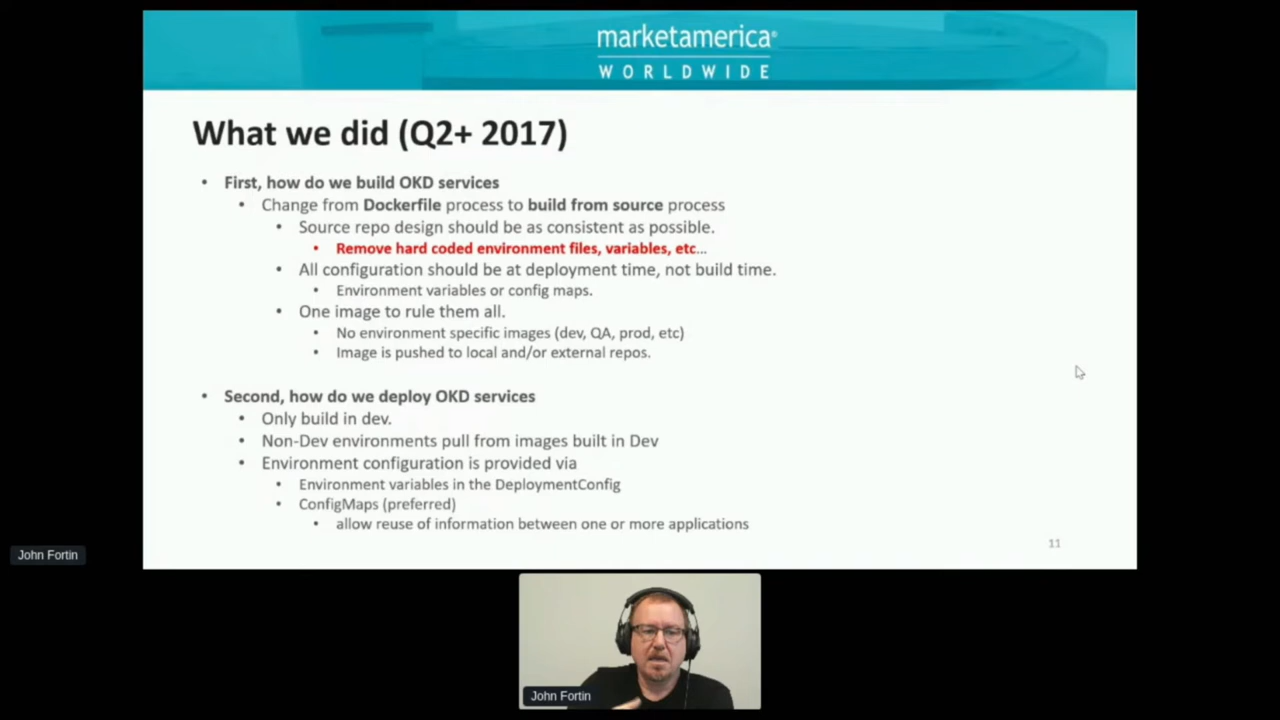 marketamerica®
WORLDWIDE
What we did (Q2+ 2017)
• First, how do we build OKD services
• Change from Dockerfile process to build from source process
• Source repo design should be as consistent as possible.
• Remove hard coded environment files, variables, etc...
• All configuration should be at deployment time, not build time.
• Environment variables or config maps.
• One image to rule them all.
• No environment specific images (dev, QA, prod, etc)
• Image is pushed to local and/or external repos.
• Second, how do we deploy OKD services
• Only build in dev.
• Non-Dev environments pull from images built in Dev
• Environment configuration is provided via
• Environment variables in the DeploymentConfig
• ConfigMaps (preferred)
• allow reuse of information between one or more applications
11
John Fortin
John Fortin